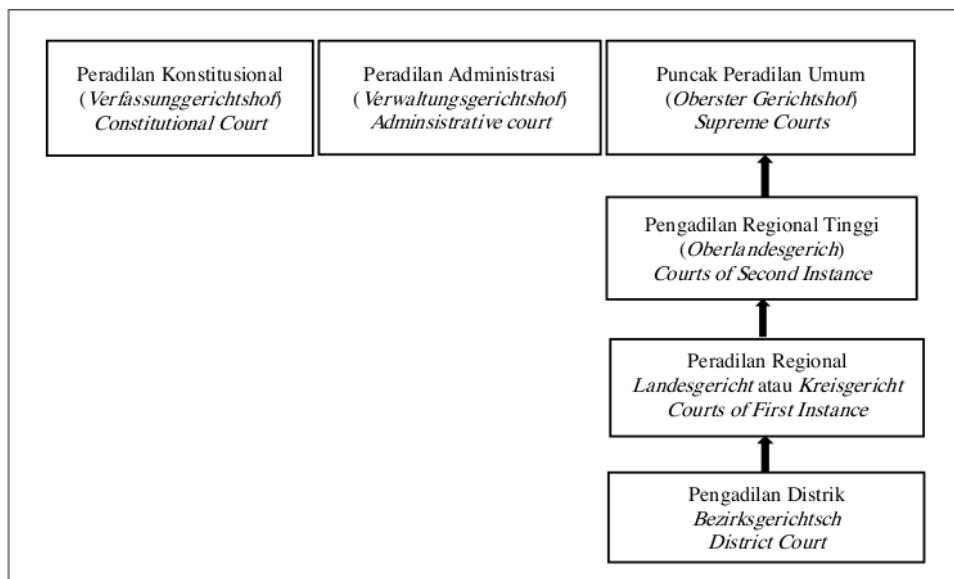 Peradilan Konstitusional
(Verfassunggerichtshof)
Constitutional Court
Peradilan Administrasi
( Verwaltungsgerichtshof)
Adminsistrative court
Puncak Peradilan Umum
(Oberster Gerichtshof)
Supreme Courts
Pengadilan Regional Tinggi
(Oberlandesgerich)
Courts of Second Instance
Peradilan Regional
Landesgericht atau Kreisgericht
Courts of First Instance
Pengadilan Distrik
Bezirksgerichtsch
District Court